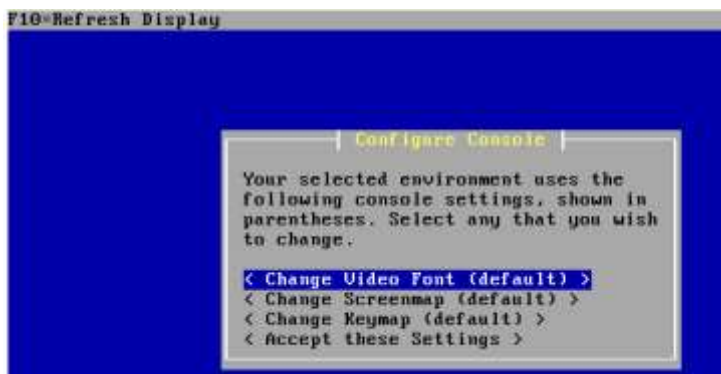 F10=Refresh Display
Configure Console
Your selected environment uses the
following console settings, shown in
parentheses. Select any that you wish
to change.
< Change Video Font (default) >
< Change Screenmap (default) >
< Change Keymap (default) >
< Accept these Settings >